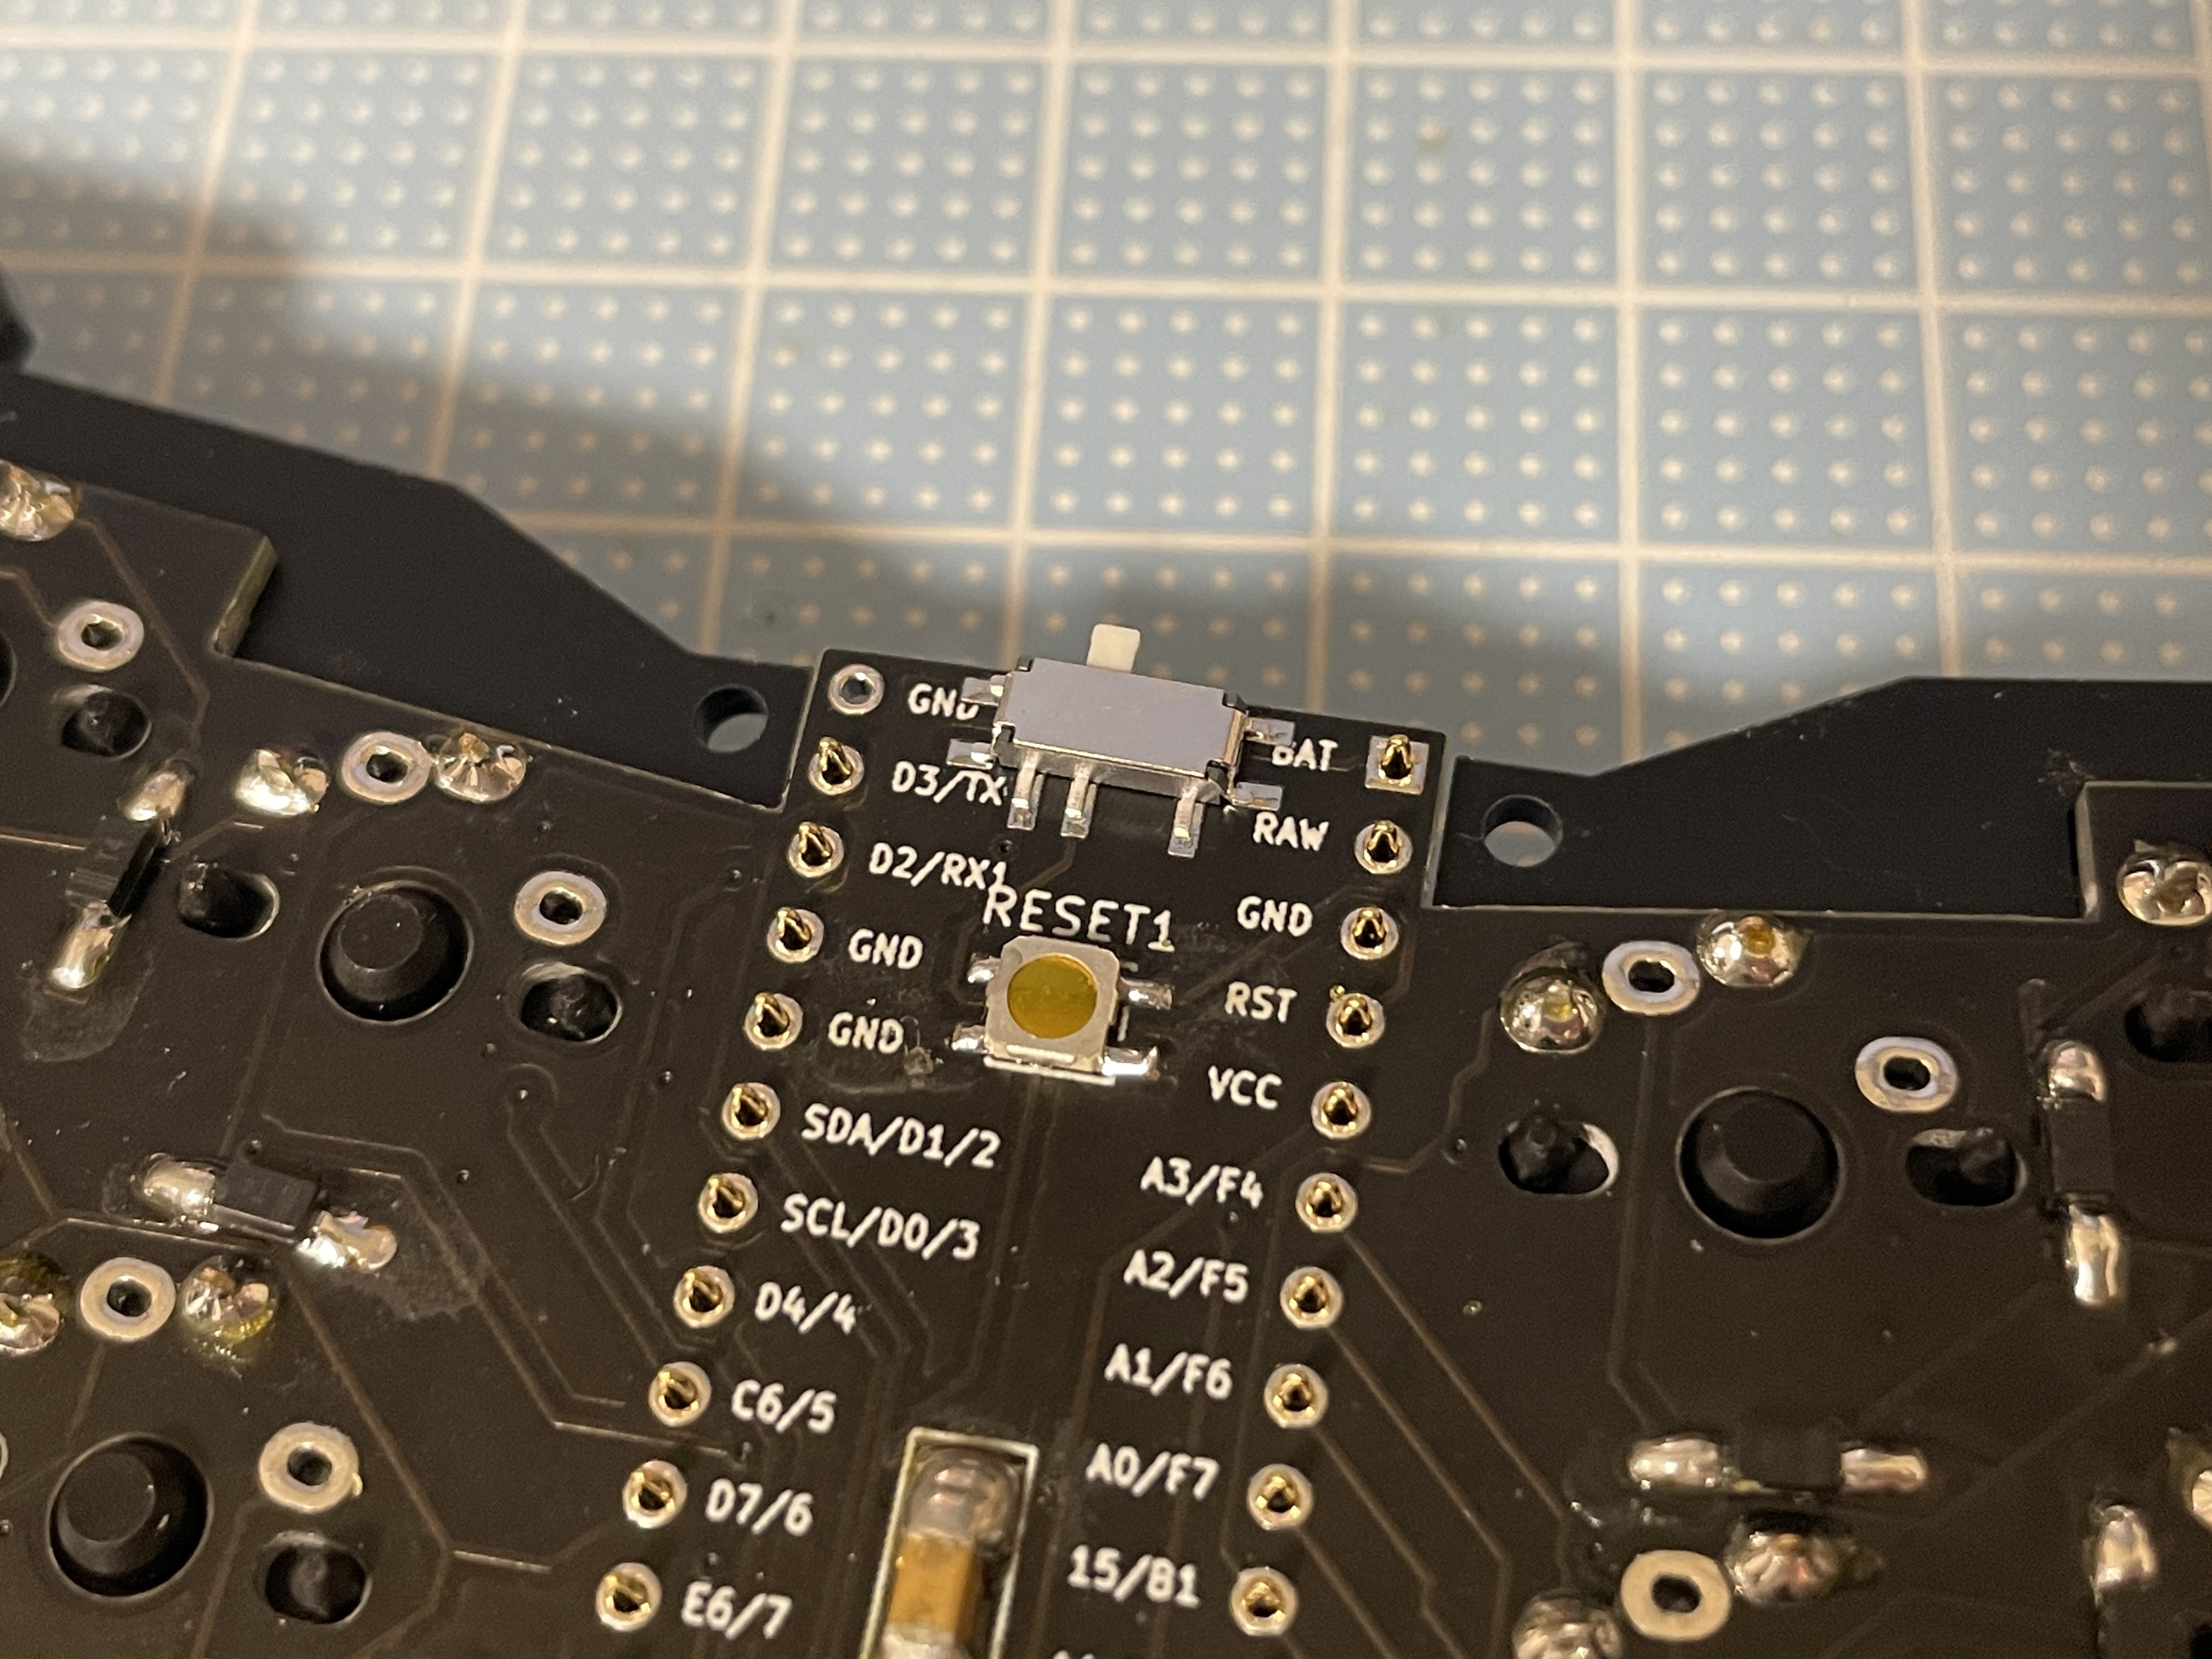 GND
BAT
D3/TX
RAW
D2/RX1
RESET1
GND
GND
RST
GND
VCC
SDA/D1/2
A3/F4
SCL/D0/3
A2/F5
D4/4
A1/F6
C6/5
A0/F7
D7/6
15/B1
E6/7